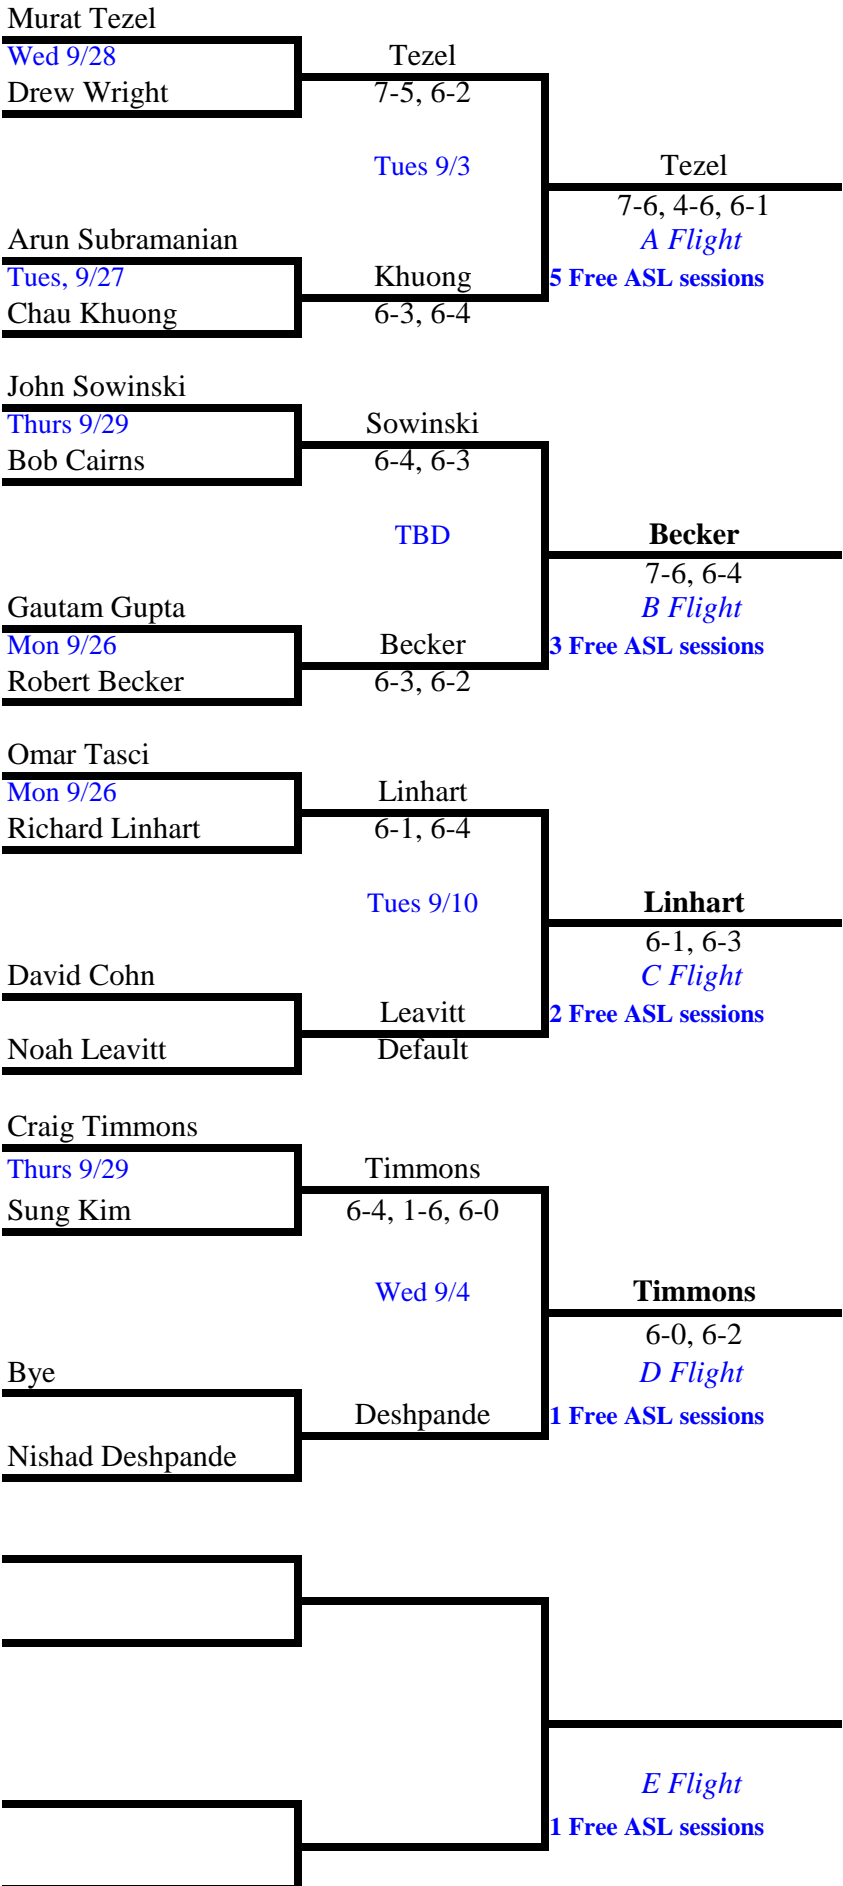 Murat Tezel
Wed 9/28
Tezel
Drew Wright
7-5, 6-2
Tues 9/3
Tezel
7-6, 4-6, 6-1
Arun Subramanian
A Flight
Tues, 9/27
Khuong
5 Free ASL sessions
Chau Khuong
6-3, 6-4
John Sowinski
Thurs 9/29
Sowinski
Bob Cairns
6-4, 6-3
TBD
Becker
7-6, 6-4
Gautam Gupta
B Flight
Mon 9/26
Becker
3 Free ASL sessions
Robert Becker
6-3, 6-2
Omar Tasci
Mon 9/26
Linhart
Richard Linhart
6-1, 6-4
Tues 9/10
Linhart
6-1, 6-3
David Cohn
C Flight
Leavitt
2 Free ASL sessions
Noah Leavitt
Default
Craig Timmons
Thurs 9/29
Timmons
Sung Kim
6-4, 1-6, 6-0
Wed 9/4
Timmons
6-0, 6-2
Bye
D Flight
Deshpande
1 Free ASL sessions
Nishad Deshpande
E Flight
1 Free ASL sessions